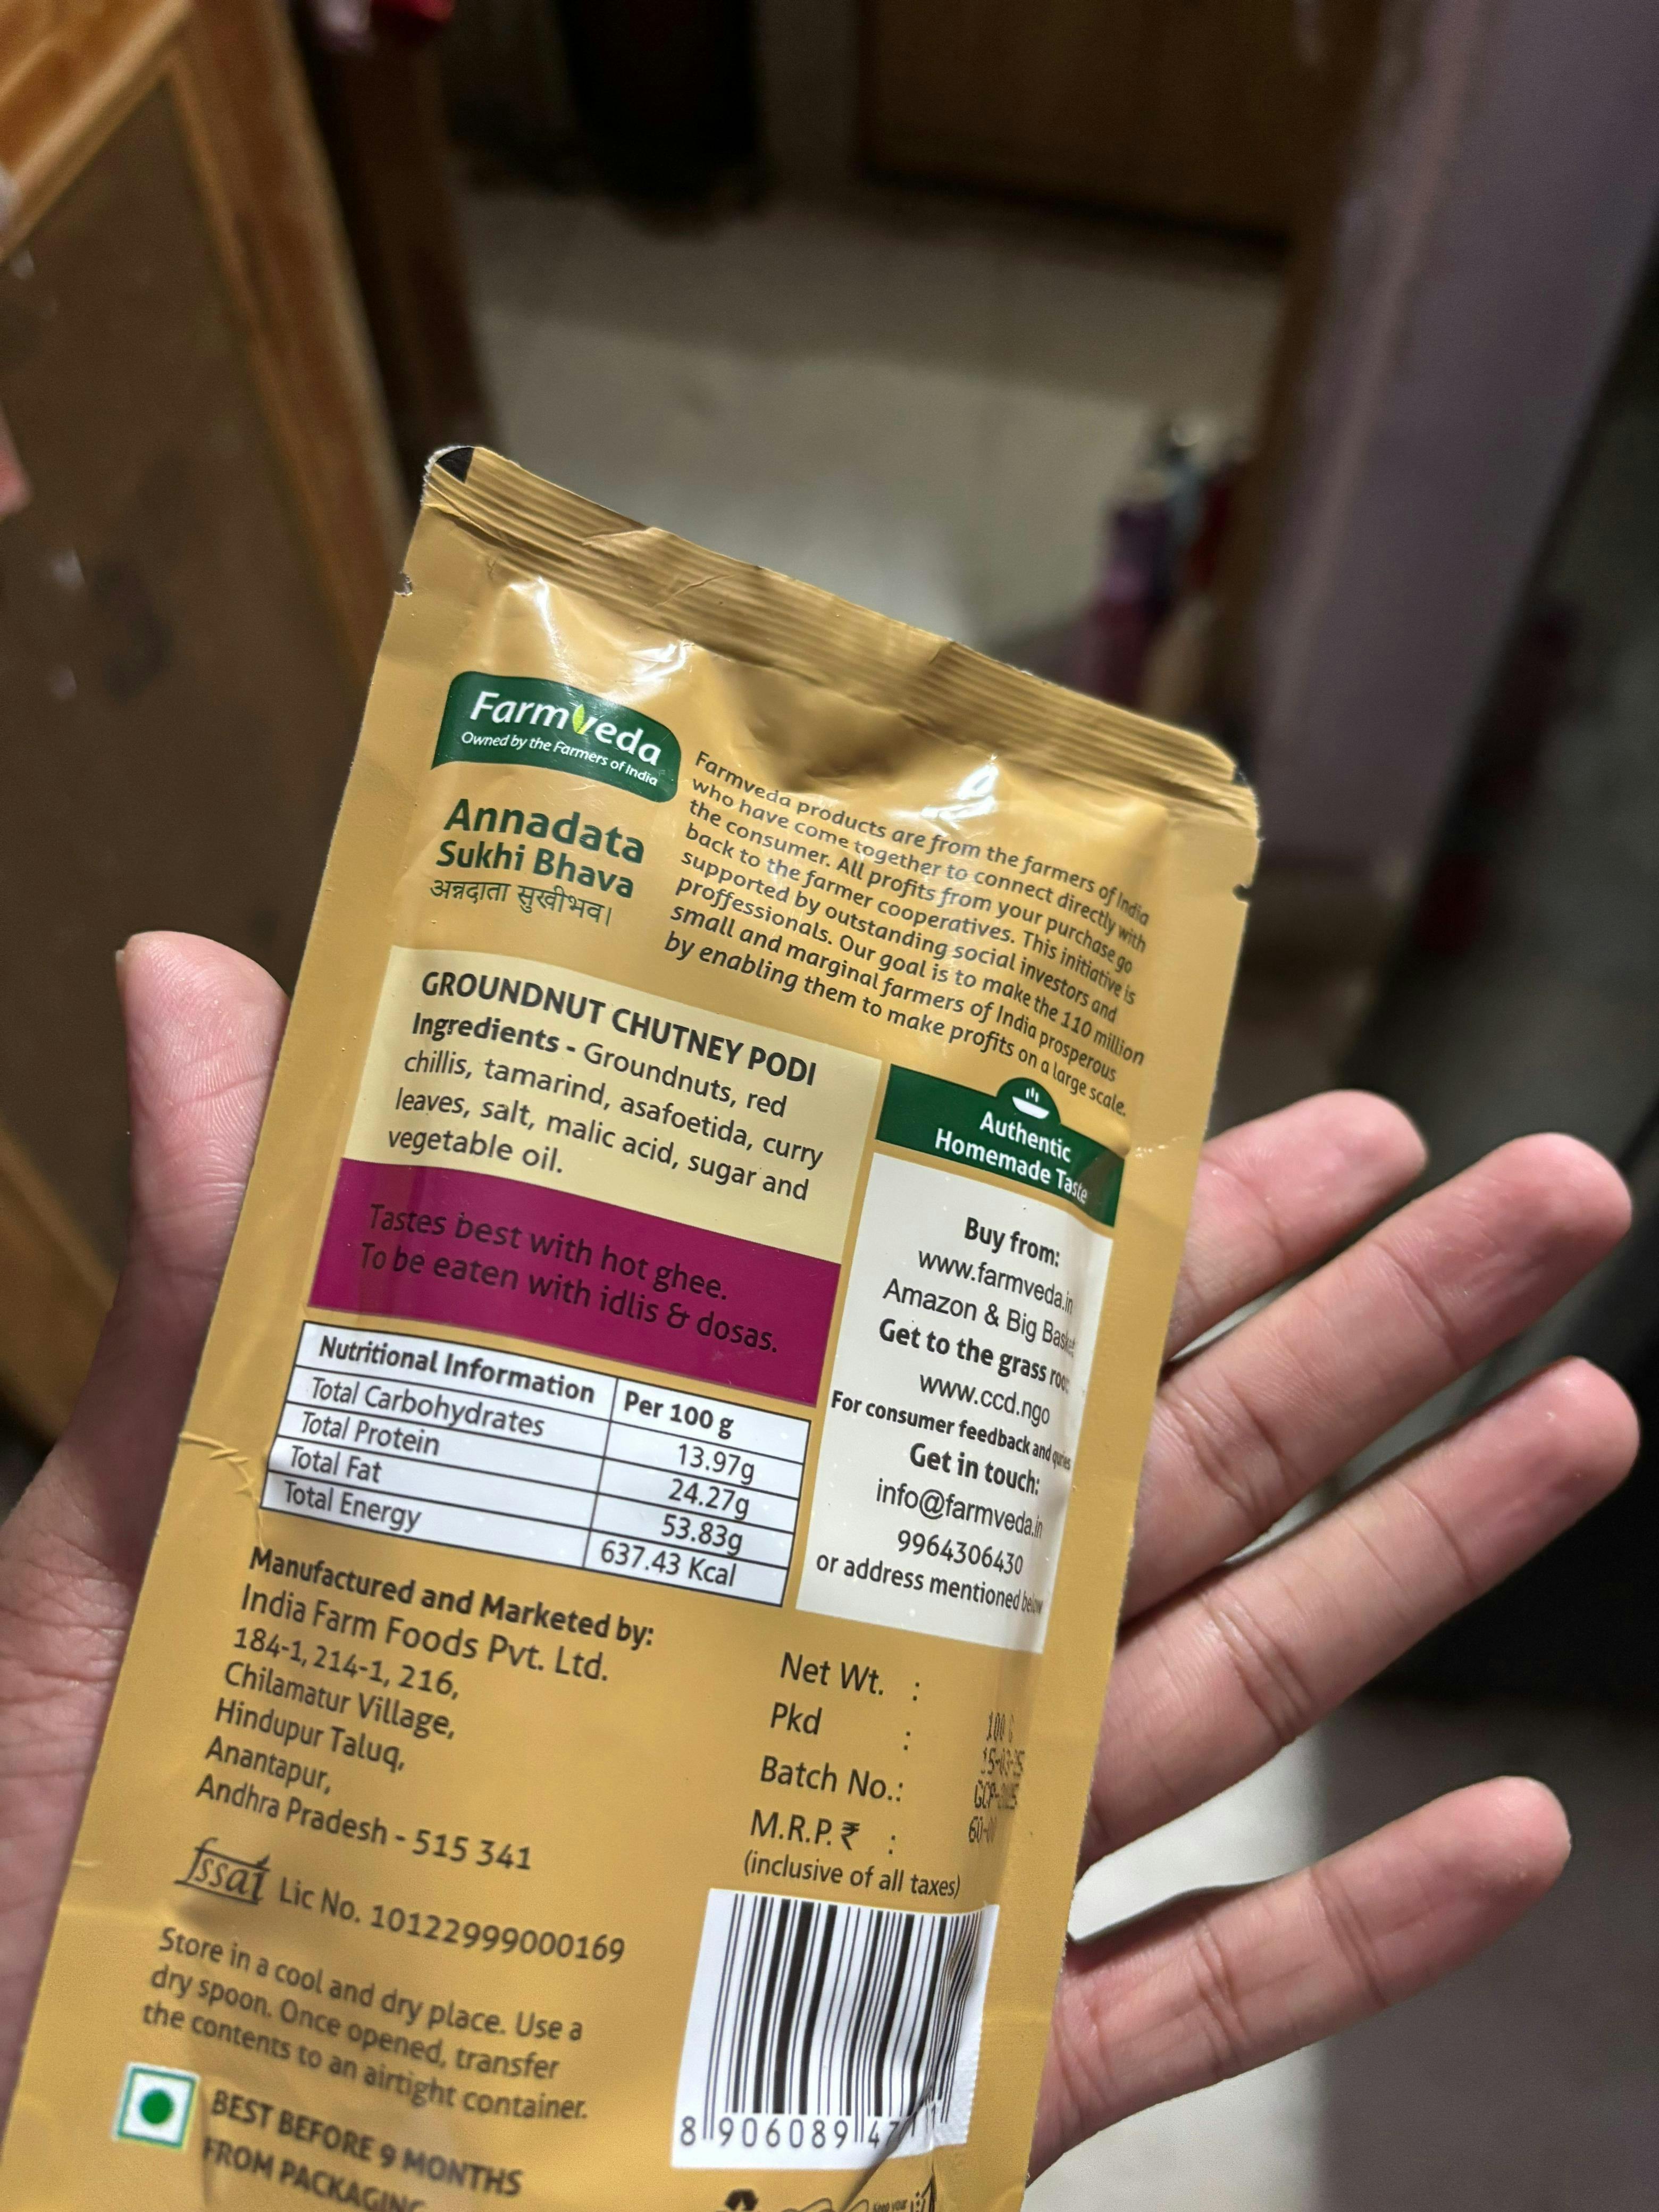 Farmveda
Owned by the Farmers of India
Annadata
Sukhi Bhava
अन्नदाता सुखीभव।
Farmveda products are from the farmers of India
who have come together to connect directly with
the consumer. All profits from your purchase go
back to the farmer cooperatives. This initiative is
supported by outstanding social investors and
proffessionals. Our goal is to make the 110 million
small and marginal farmers of India prosperous
by enabling them to make profits on a large scale.
GROUNDNUT CHUTNEY PODI
Ingredients - Groundnuts, red
chillis, tamarind, asafoetida, curry
leaves, salt, malic acid, sugar and
vegetable oil.
Tastes best with hot ghee.
To be eaten with idlis & dosas.
Nutritional Information Per 100 g
Total Carbohydrates 13.97g
Total Protein 24.27g
Total Fat 53.83g
Total Energy 637.43 Kcal
Authentic
Homemade Taste
Buy from:
www.farmveda.in
Amazon & Big
Get to the grass
www.ccd.ngo
For consumer feedback and
Get in touch:
info@farmveda.in
9964306430
or address mentioned below
Manufactured and Marketed by:
India Farm Foods Pvt. Ltd.
184-1, 214-1, 216,
Chilamatur Village,
Hindupur Taluq,
Anantapur,
Andhra Pradesh - 515 341
fssai Lic No. 10122999000169
Store in a cool and dry place. Use a
dry spoon. Once opened, transfer
the contents to an airtight container.
BEST BEFORE 9 MONTHS
FROM PACKAGING
Net Wt. : 100 G
Pkd : 15-03-25
Batch No.:
M.R.P. ₹ :
(inclusive of all taxes)
8 906089